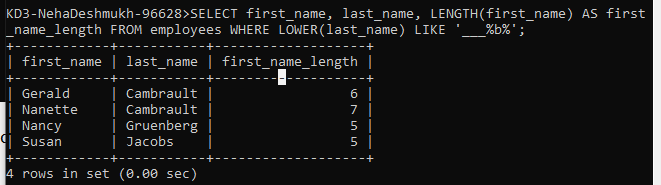 KD3-NehaDeshmukh-96628>SELECT first_name, last_name, LENGTH(first_name) AS first
_name_length FROM employees WHERE LOWER(last_name) LIKE '___%b%';
+------------+-----------+-------------------+
| first_name | last_name | first_name_length |
+------------+-----------+-------------------+
| Gerald     | Cambrault |                 6 |
| Nanette    | Cambrault |                 7 |
| Nancy      | Gruenberg |                 5 |
| Susan      | Jacobs    |                 5 |
+------------+-----------+-------------------+
4 rows in set (0.00 sec)